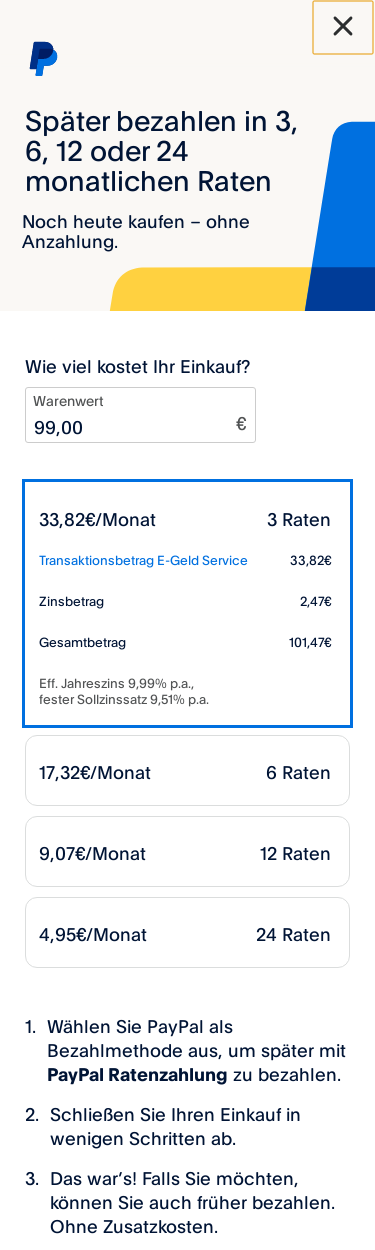 Später bezahlen in 3,
6, 12 oder 24
monatlichen Raten
Noch heute kaufen – ohne
Anzahlung.
Wie viel kostet Ihr Einkauf?
Warenwert
99,00 €
33,82€/Monat 3 Raten
Transaktionsbetrag E-Geld Service 33,82€
Zinsbetrag 2,47€
Gesamtbetrag 101,47€
Eff. Jahreszins 9,99% p.a.,
fester Sollzinssatz 9,51% p.a.
17,32€/Monat 6 Raten
9,07€/Monat 12 Raten
4,95€/Monat 24 Raten
1. Wählen Sie PayPal als
Bezahlmethode aus, um später mit
PayPal Ratenzahlung zu bezahlen.
2. Schließen Sie Ihren Einkauf in
wenigen Schritten ab.
3. Das war’s! Falls Sie möchten,
können Sie auch früher bezahlen.
Ohne Zusatzkosten.